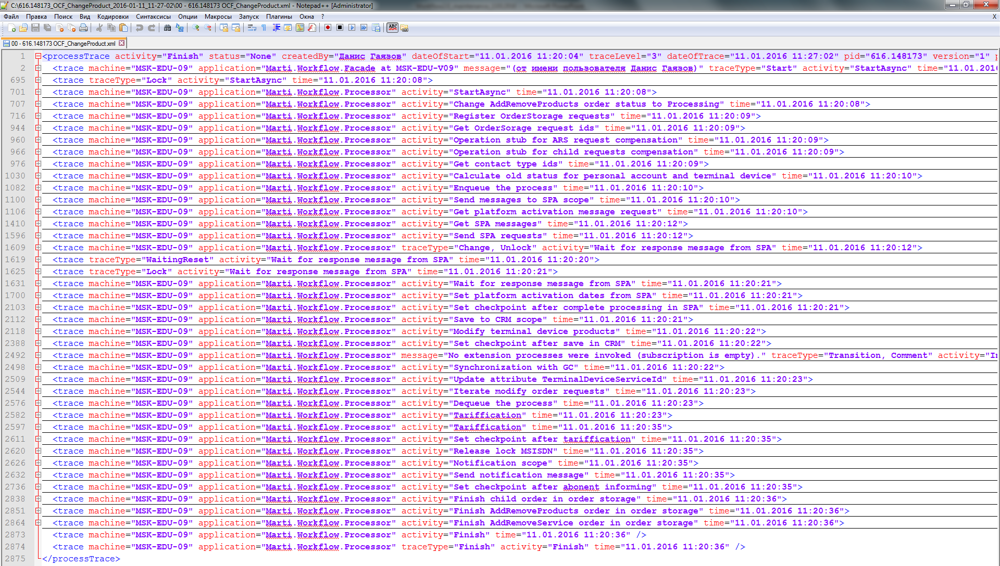 C:\616.148173_OCF_ChangeProduct_2016-01-11_11-27-02\00 - 616.148173 OCF_ChangeProduct.xml - Notepad++ [Administrator]
Файл Правка Поиск Вид Кодировки Синтаксисы Опции Макросы Запуск Плагины Окна ? X
00 - 616.148173 OCF_ChangeProduct.xml
1 <processTrace activity="Finish" status="None" createdBy="Данис Гаязов" dateOfStart="11.01.2016 11:20:04" traceLevel="3" dateOfTrace="11.01.2016 11:27:02" pid="616.148173" version="1" p
2 <trace machine="MSK-EDU-09" application="Marti.Workflow.Facade at MSK-EDU-V09" message="(от имени пользователя Данис Гаязов)" traceType="Start" activity="StartAsync" time="11.01.2016
695 <trace traceType="Lock" activity="StartAsync" time="11.01.2016 11:20:08">
701 <trace machine="MSK-EDU-09" application="Marti.Workflow.Processor" activity="StartAsync" time="11.01.2016 11:20:08">
707 <trace machine="MSK-EDU-09" application="Marti.Workflow.Processor" activity="Change AddRemoveProducts order status to Processing" time="11.01.2016 11:20:08">
716 <trace machine="MSK-EDU-09" application="Marti.Workflow.Processor" activity="Register OrderStorage requests" time="11.01.2016 11:20:09">
944 <trace machine="MSK-EDU-09" application="Marti.Workflow.Processor" activity="Get OrderSorage request ids" time="11.01.2016 11:20:09">
960 <trace machine="MSK-EDU-09" application="Marti.Workflow.Processor" activity="Operation stub for ARS request compensation" time="11.01.2016 11:20:09">
966 <trace machine="MSK-EDU-09" application="Marti.Workflow.Processor" activity="Operation stub for child requests compensation" time="11.01.2016 11:20:09">
976 <trace machine="MSK-EDU-09" application="Marti.Workflow.Processor" activity="Get contact type ids" time="11.01.2016 11:20:09">
1030 <trace machine="MSK-EDU-09" application="Marti.Workflow.Processor" activity="Calculate old status for personal account and terminal device" time="11.01.2016 11:20:10">
1082 <trace machine="MSK-EDU-09" application="Marti.Workflow.Processor" activity="Enqueue the process" time="11.01.2016 11:20:10">
1100 <trace machine="MSK-EDU-09" application="Marti.Workflow.Processor" activity="Send messages to SPA scope" time="11.01.2016 11:20:10">
1106 <trace machine="MSK-EDU-09" application="Marti.Workflow.Processor" activity="Get platform activation message request" time="11.01.2016 11:20:10">
1410 <trace machine="MSK-EDU-09" application="Marti.Workflow.Processor" activity="Get SPA messages" time="11.01.2016 11:20:12">
1596 <trace machine="MSK-EDU-09" application="Marti.Workflow.Processor" activity="Send SPA requests" time="11.01.2016 11:20:12">
1609 <trace machine="MSK-EDU-09" application="Marti.Workflow.Processor" traceType="Change, Unlock" activity="Wait for response message from SPA" time="11.01.2016 11:20:12">
1619 <trace traceType="WaitingReset" activity="Wait for response message from SPA" time="11.01.2016 11:20:20">
1625 <trace traceType="Lock" activity="Wait for response message from SPA" time="11.01.2016 11:20:21">
1631 <trace machine="MSK-EDU-09" application="Marti.Workflow.Processor" activity="Wait for response message from SPA" time="11.01.2016 11:20:21">
1700 <trace machine="MSK-EDU-09" application="Marti.Workflow.Processor" activity="Set platform activation dates from SPA" time="11.01.2016 11:20:21">
2103 <trace machine="MSK-EDU-09" application="Marti.Workflow.Processor" activity="Set checkpoint after complete processing in SPA" time="11.01.2016 11:20:21">
2112 <trace machine="MSK-EDU-09" application="Marti.Workflow.Processor" activity="Save to CRM scope" time="11.01.2016 11:20:21">
2118 <trace machine="MSK-EDU-09" application="Marti.Workflow.Processor" activity="Modify terminal device products" time="11.01.2016 11:20:22">
2388 <trace machine="MSK-EDU-09" application="Marti.Workflow.Processor" activity="Set checkpoint after save in CRM" time="11.01.2016 11:20:22">
2492 <trace machine="MSK-EDU-09" application="Marti.Workflow.Processor" message="No extension processes were invoked (subscription is empty)." traceType="Transition, Comment" activity="In
2498 <trace machine="MSK-EDU-09" application="Marti.Workflow.Processor" activity="Synchronization with GC" time="11.01.2016 11:20:22">
2509 <trace machine="MSK-EDU-09" application="Marti.Workflow.Processor" activity="Update attribute TerminalDeviceServiceId" time="11.01.2016 11:20:23">
2544 <trace machine="MSK-EDU-09" application="Marti.Workflow.Processor" activity="Iterate modify order requests" time="11.01.2016 11:20:23">
2576 <trace machine="MSK-EDU-09" application="Marti.Workflow.Processor" activity="Dequeue the process" time="11.01.2016 11:20:23">
2582 <trace machine="MSK-EDU-09" application="Marti.Workflow.Processor" activity="Tariffication" time="11.01.2016 11:20:23">
2597 <trace machine="MSK-EDU-09" application="Marti.Workflow.Processor" activity="Tariffication" time="11.01.2016 11:20:35">
2611 <trace machine="MSK-EDU-09" application="Marti.Workflow.Processor" activity="Set checkpoint after tariffication" time="11.01.2016 11:20:35">
2620 <trace machine="MSK-EDU-09" application="Marti.Workflow.Processor" activity="Release lock MSISDN" time="11.01.2016 11:20:35">
2626 <trace machine="MSK-EDU-09" application="Marti.Workflow.Processor" activity="Notification scope" time="11.01.2016 11:20:35">
2632 <trace machine="MSK-EDU-09" application="Marti.Workflow.Processor" activity="Send notification message" time="11.01.2016 11:20:35">
2736 <trace machine="MSK-EDU-09" application="Marti.Workflow.Processor" activity="Set checkpoint after abonent informing" time="11.01.2016 11:20:35">
2838 <trace machine="MSK-EDU-09" application="Marti.Workflow.Processor" activity="Finish child order in order storage" time="11.01.2016 11:20:36">
2851 <trace machine="MSK-EDU-09" application="Marti.Workflow.Processor" activity="Finish AddRemoveProducts order in order storage" time="11.01.2016 11:20:36">
2864 <trace machine="MSK-EDU-09" application="Marti.Workflow.Processor" activity="Finish AddRemoveService order in order storage" time="11.01.2016 11:20:36">
2873 <trace machine="MSK-EDU-09" application="Marti.Workflow.Processor" activity="Finish" time="11.01.2016 11:20:36" />
2874 <trace machine="MSK-EDU-09" application="Marti.Workflow.Processor" traceType="Finish" activity="Finish" time="11.01.2016 11:20:36" />
2875 </processTrace>